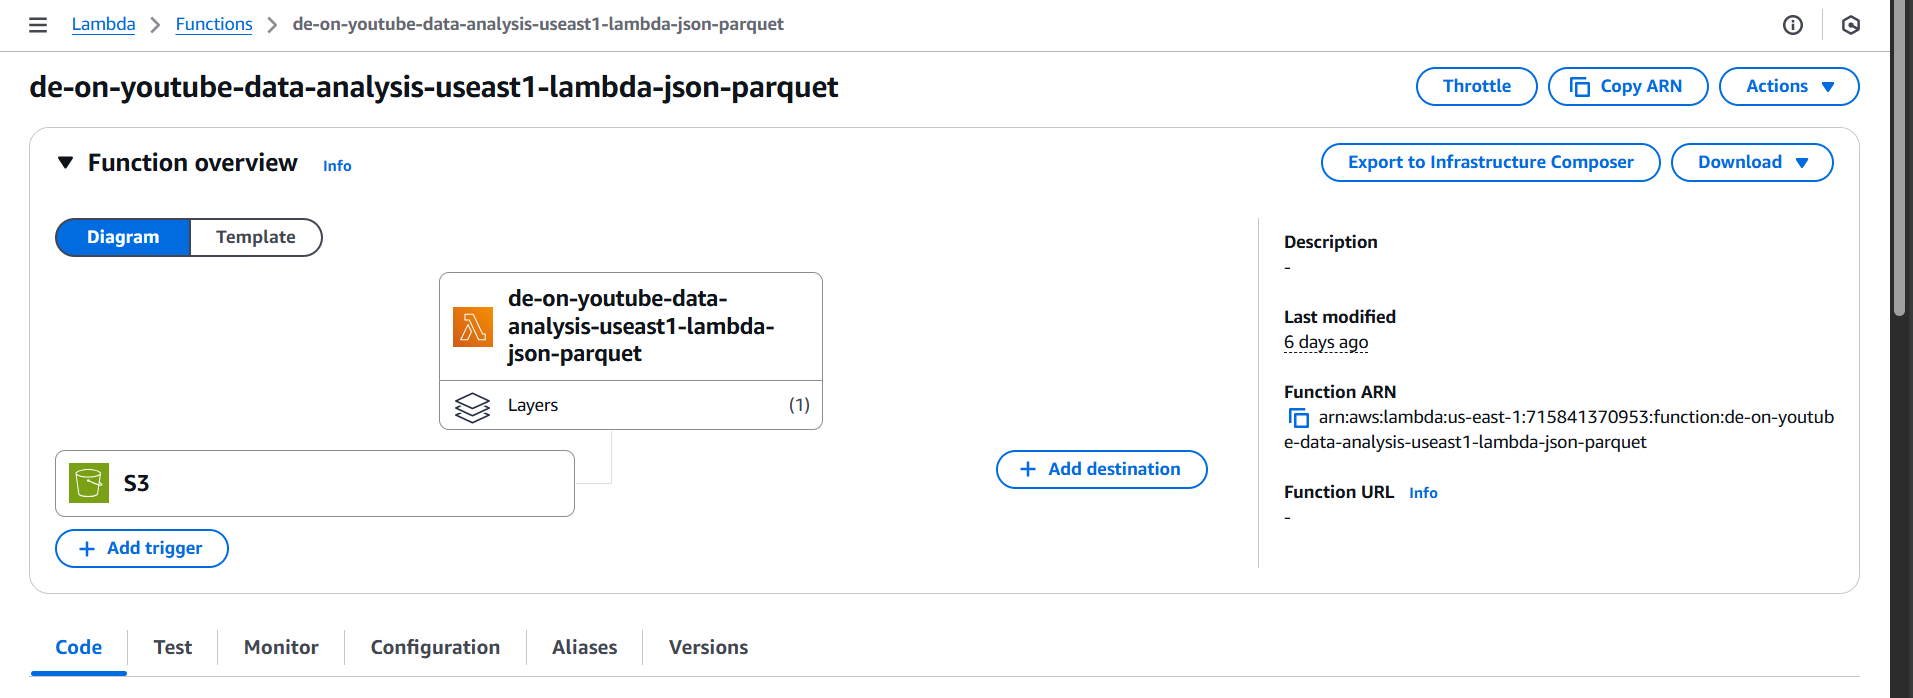 Lambda > Functions > de-on-youtube-data-analysis-useast1-lambda-json-parquet
de-on-youtube-data-analysis-useast1-lambda-json-parquet
Throttle
Copy ARN
Actions
Function overview Info
Export to Infrastructure Composer
Download
Diagram
Template
de-on-youtube-data-
analysis-useast1-lambda-
json-parquet
Layers (1)
S3
+ Add destination
+ Add trigger
Description
-
Last modified
6 days ago
Function ARN
arn:aws:lambda:us-east-1:715841370953:function:de-on-youtub
e-data-analysis-useast1-lambda-json-parquet
Function URL Info
-
Code
Test
Monitor
Configuration
Aliases
Versions